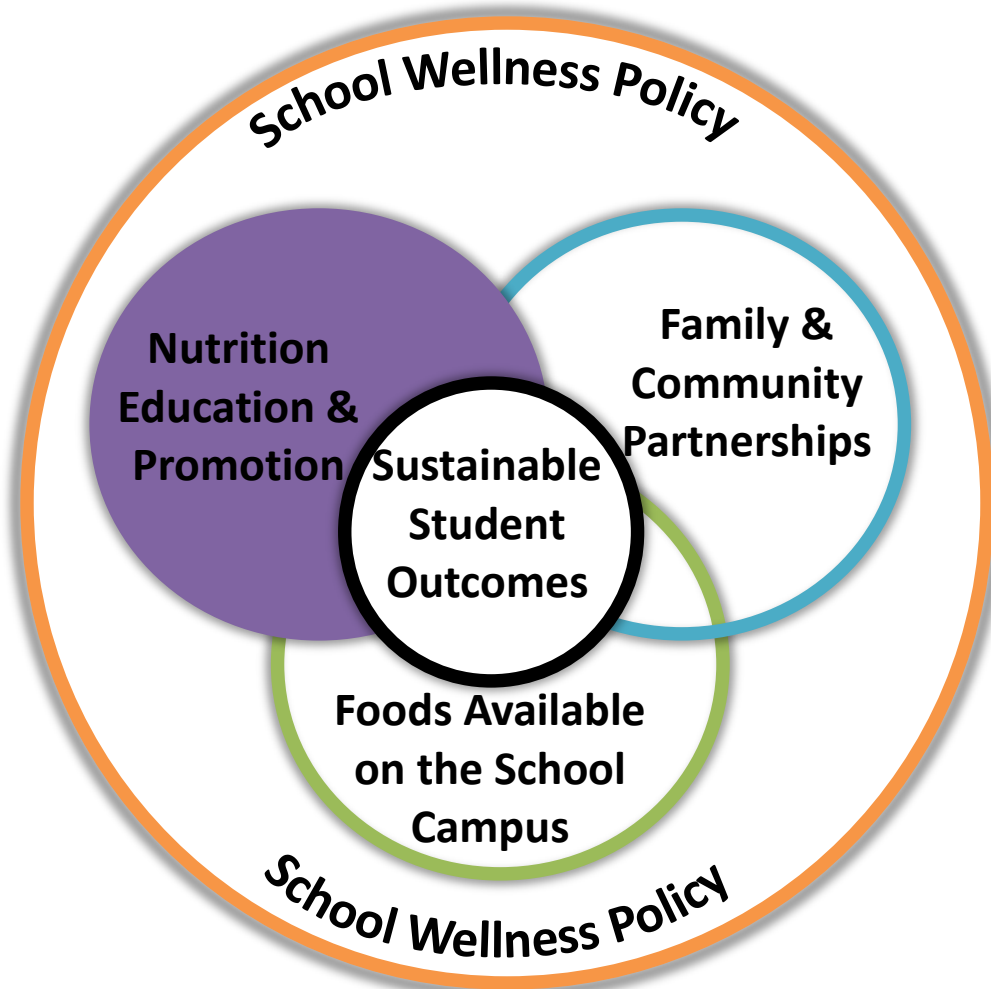 School Wellness Policy
Nutrition
Education &
Promotion
Family &
Community
Partnerships
Sustainable
Student
Outcomes
Foods Available
on the School
Campus
School Wellness Policy